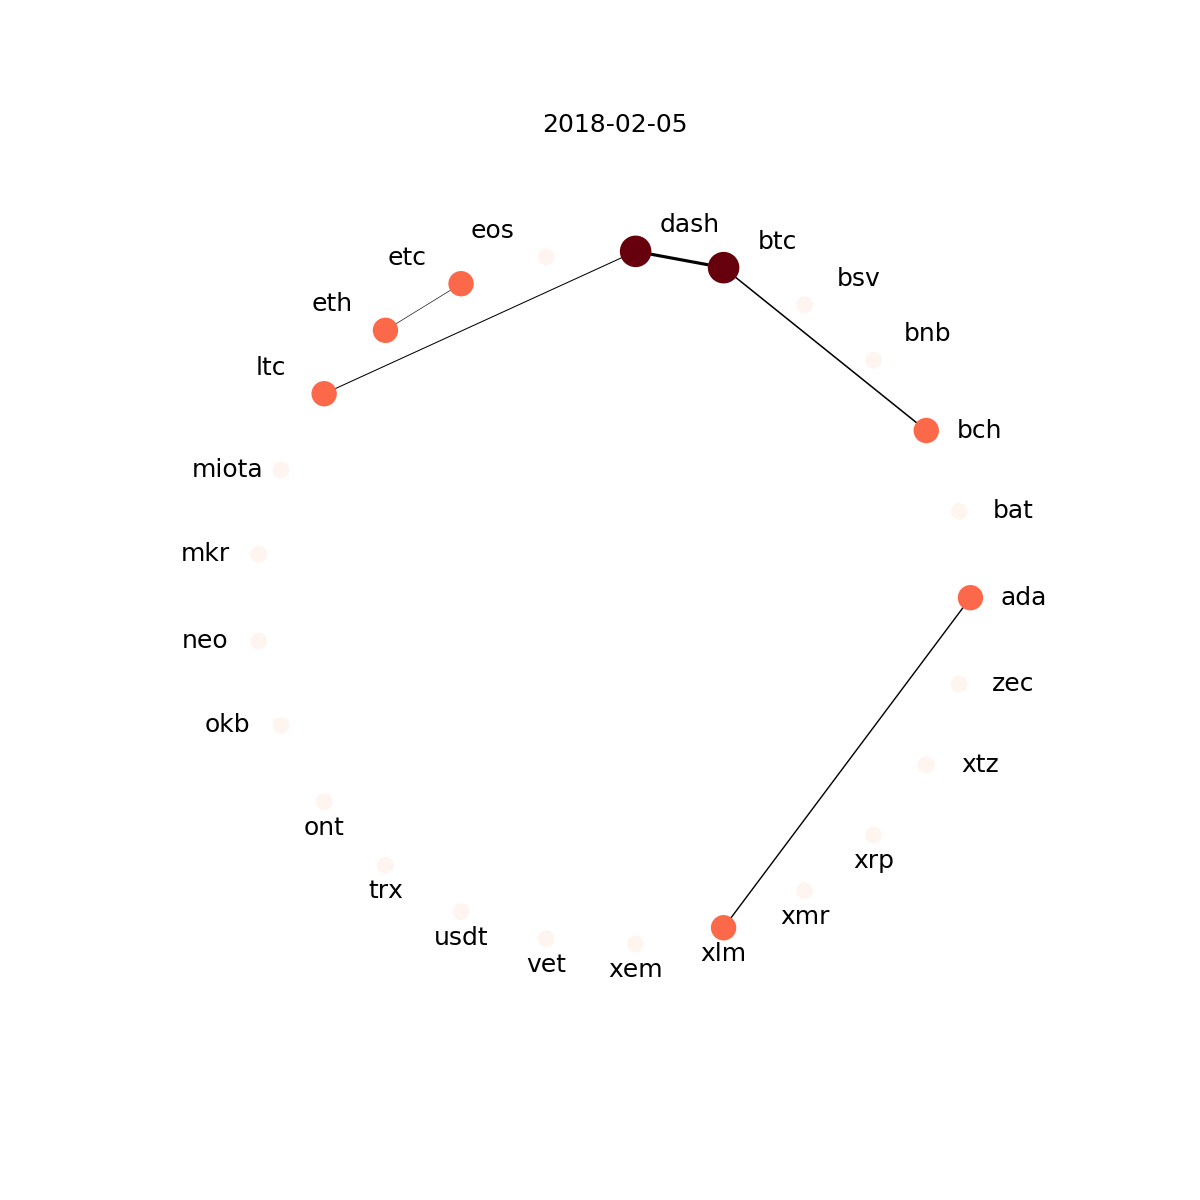 2018-02-05
dash
eos
btc
etc
bsv
eth
bnb
ltc
bch
miota
bat
mkr
ada
neo
zec
okb
xtz
ont
xrp
trx
xmr
usdt
xlm
vet
xem